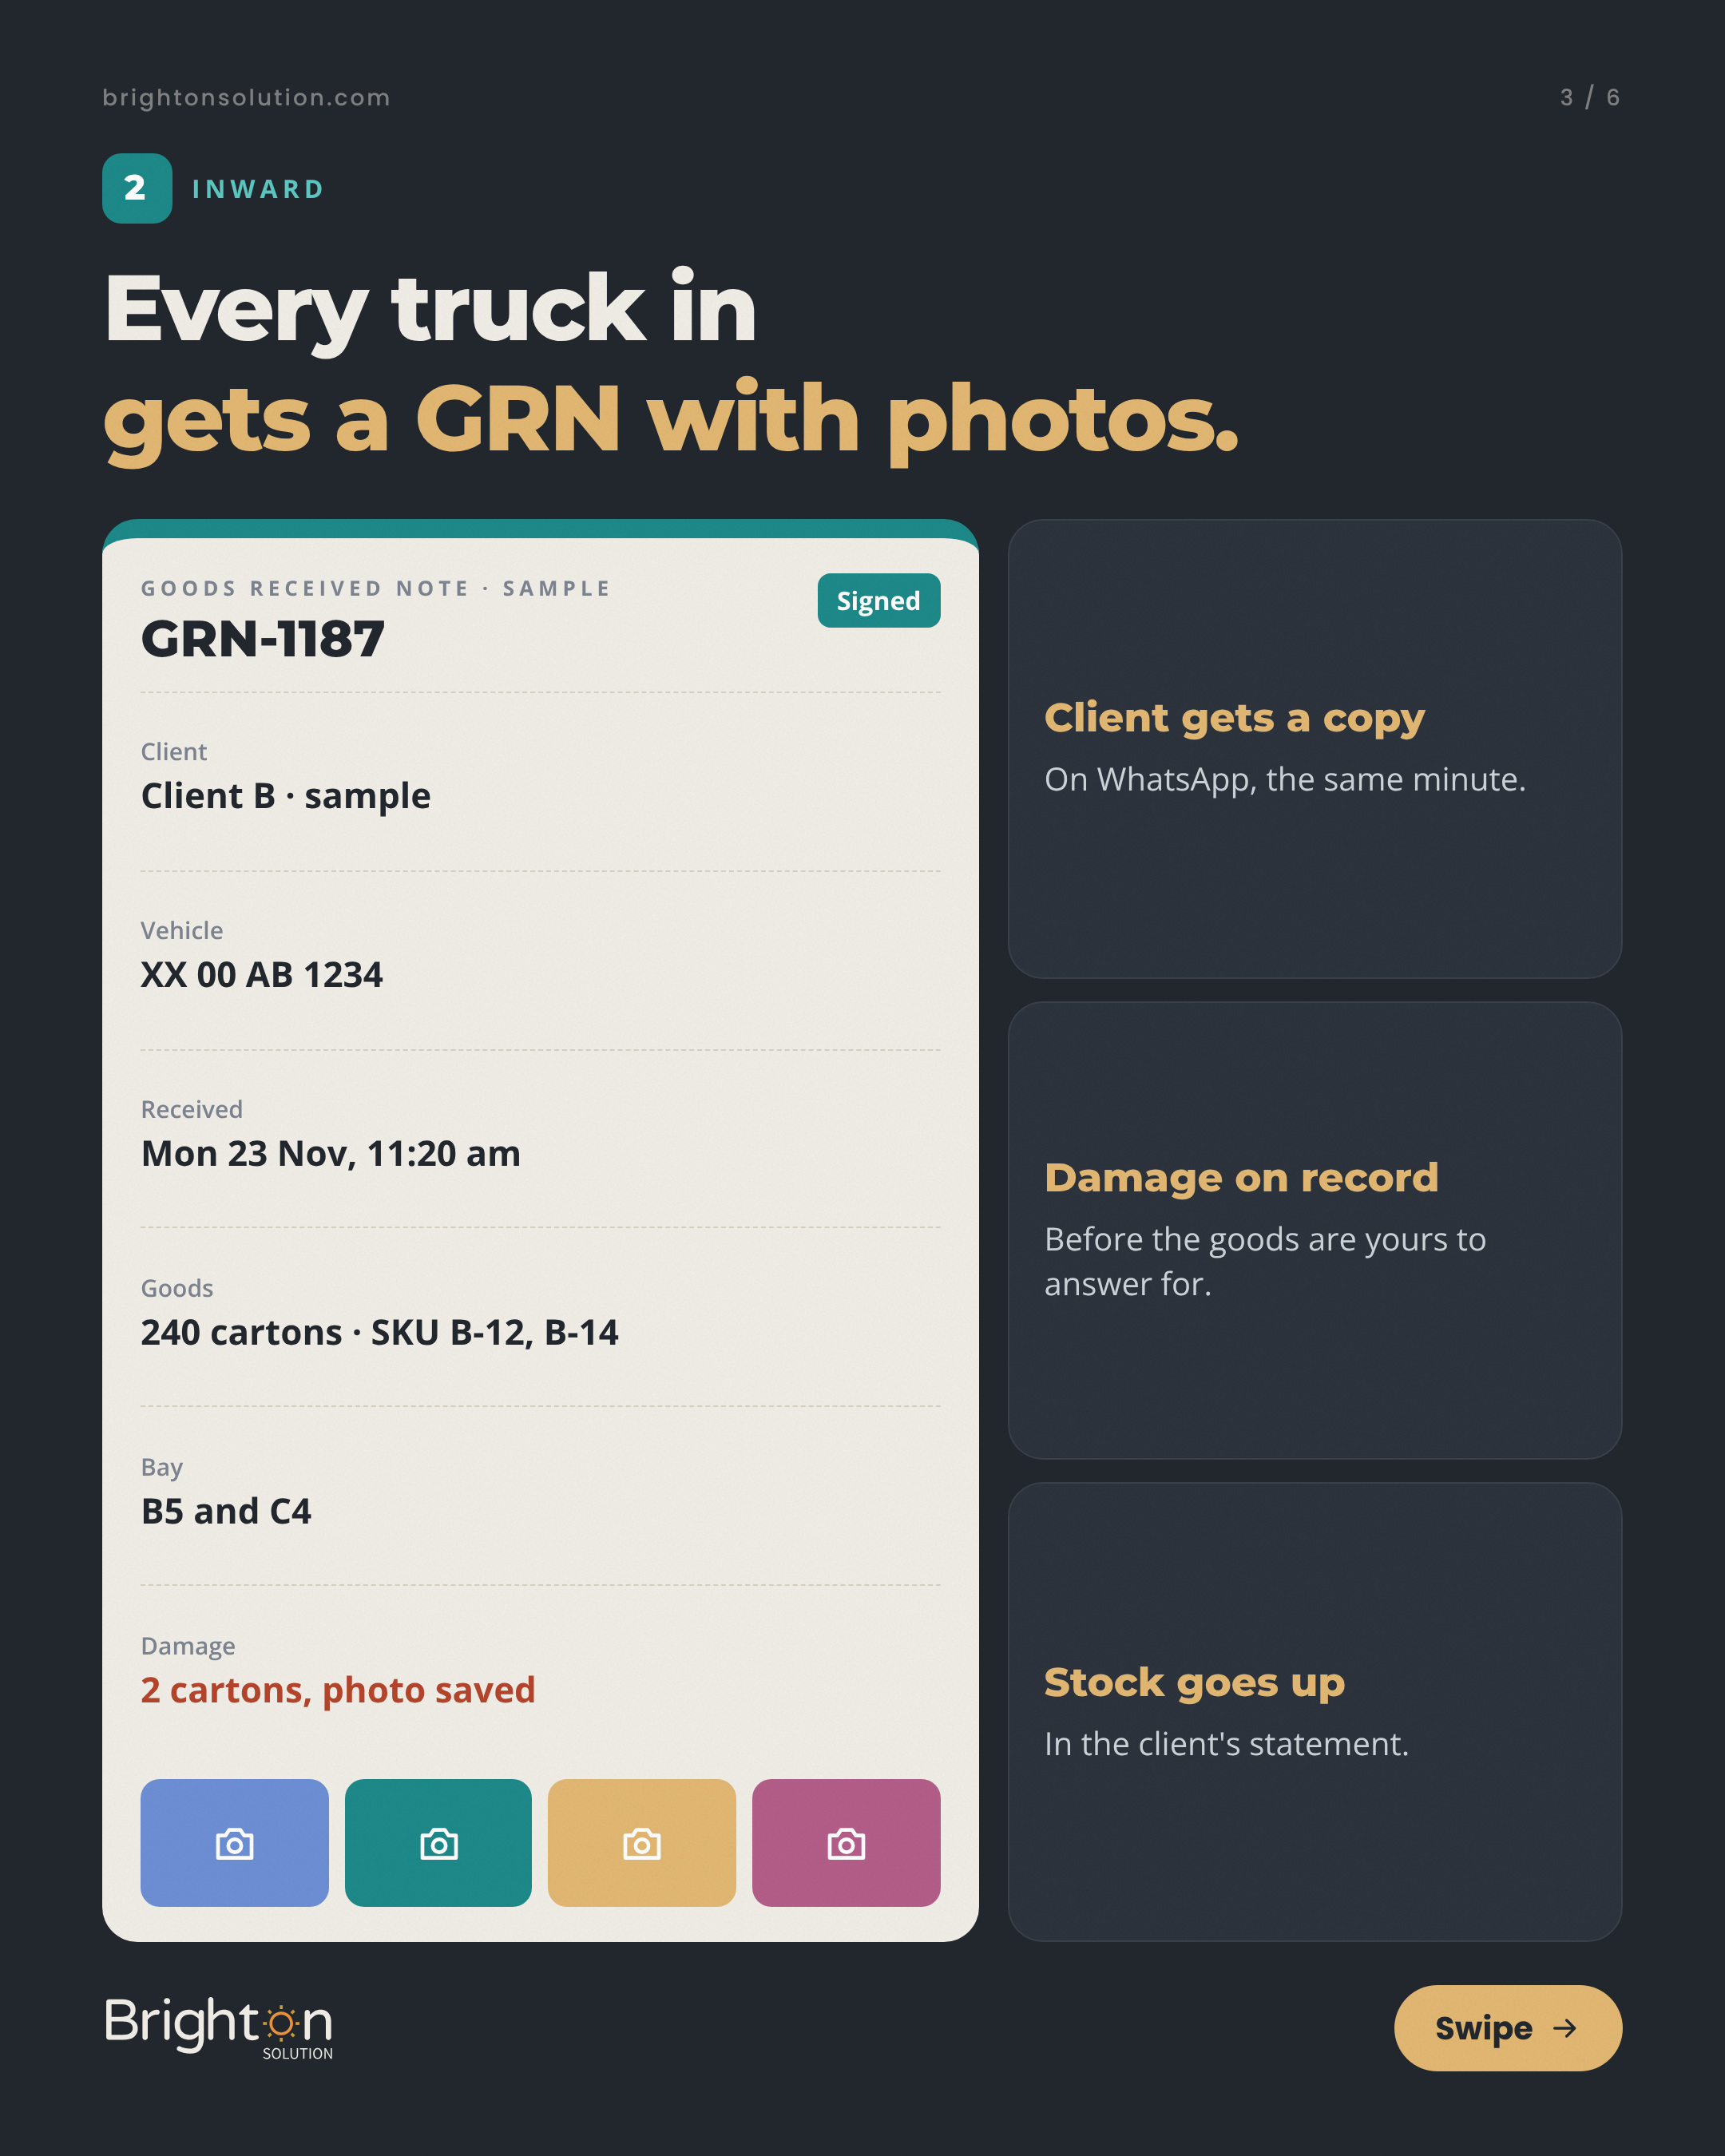 brightonsolution.com
3 / 6
2
INWARD
Every truck in
gets a GRN with photos.
GOODS RECEIVED NOTE · SAMPLE
GRN-1187
Signed
Client
Client B · sample
Vehicle
XX 00 AB 1234
Received
Mon 23 Nov, 11:20 am
Goods
240 cartons · SKU B-12, B-14
Bay
B5 and C4
Damage
2 cartons, photo saved
Client gets a copy
On WhatsApp, the same minute.
Damage on record
Before the goods are yours to
answer for.
Stock goes up
In the client's statement.
Brighton
SOLUTION
Swipe →